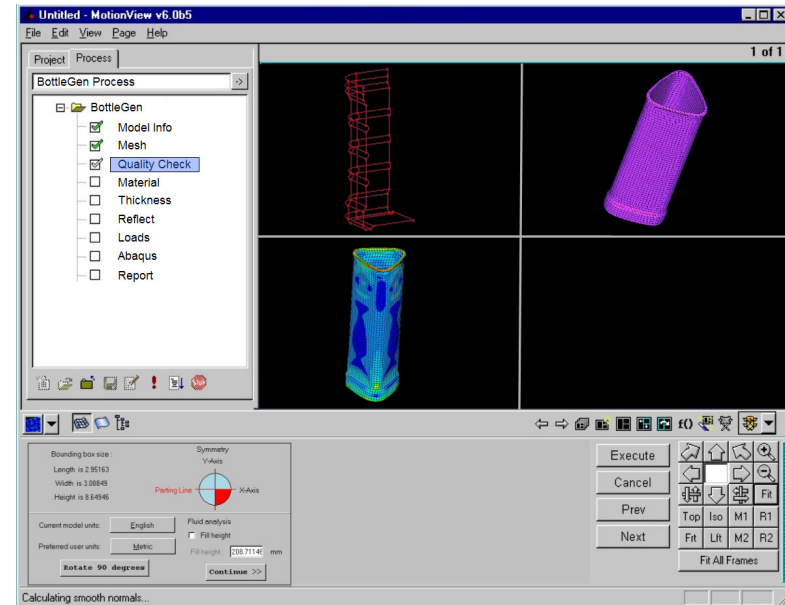 Untitled - MotionView v6.0b5
File Edit View Page Help
1 of 1
Project Process
BottleGen Process
BottleGen
Model Info
Mesh
Quality Check
Material
Thickness
Reflect
Loads
Abaqus
Report
STOP
f()
Bounding box size :
Length is 2.95163
Width is 3.08849
Height is 8.64946
Symmetry
Y-Axis
Parting Line
X-Axis
Current model units: English
Preferred user units: Metric
Rotate 90 degrees
Fluid analysis
Fill height
Fill height: 208.7114 mm
Continue >>
Execute
Cancel
Prev
Next
Fit
Top Iso M1 R1
Frt Lft M2 R2
Fit All Frames
Calculating smooth normals...